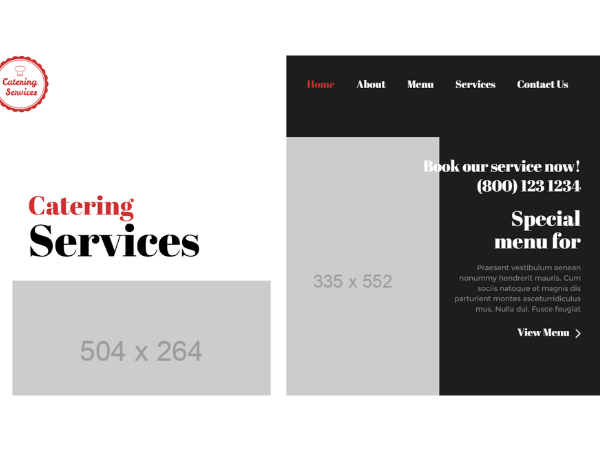 Catering
Services
Home About Menu Services Contact Us
Catering
Services
504 x 264
335 x 552
Book our service now!
(800) 123 1234
Special
menu for
Praesent vestibulum aenean
nonummy hendrerit mauris. Cum
sociis natoque et magnis dis
parturient montes asceturridiculus
mus. Nulla dui. Fusce feugiat
View Menu